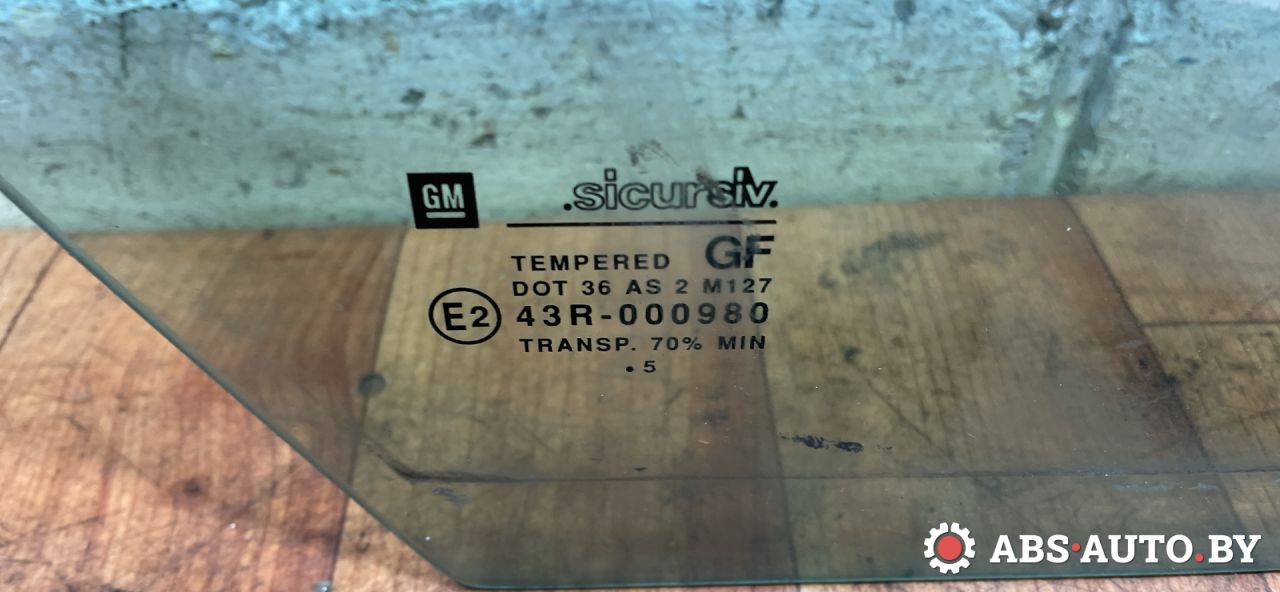 GM
.sicursiv.
TEMPERED GF
DOT 36 AS 2 M127
E2 43R-000980
TRANSP. 70% MIN
. 5
ABS·AUTO.BY